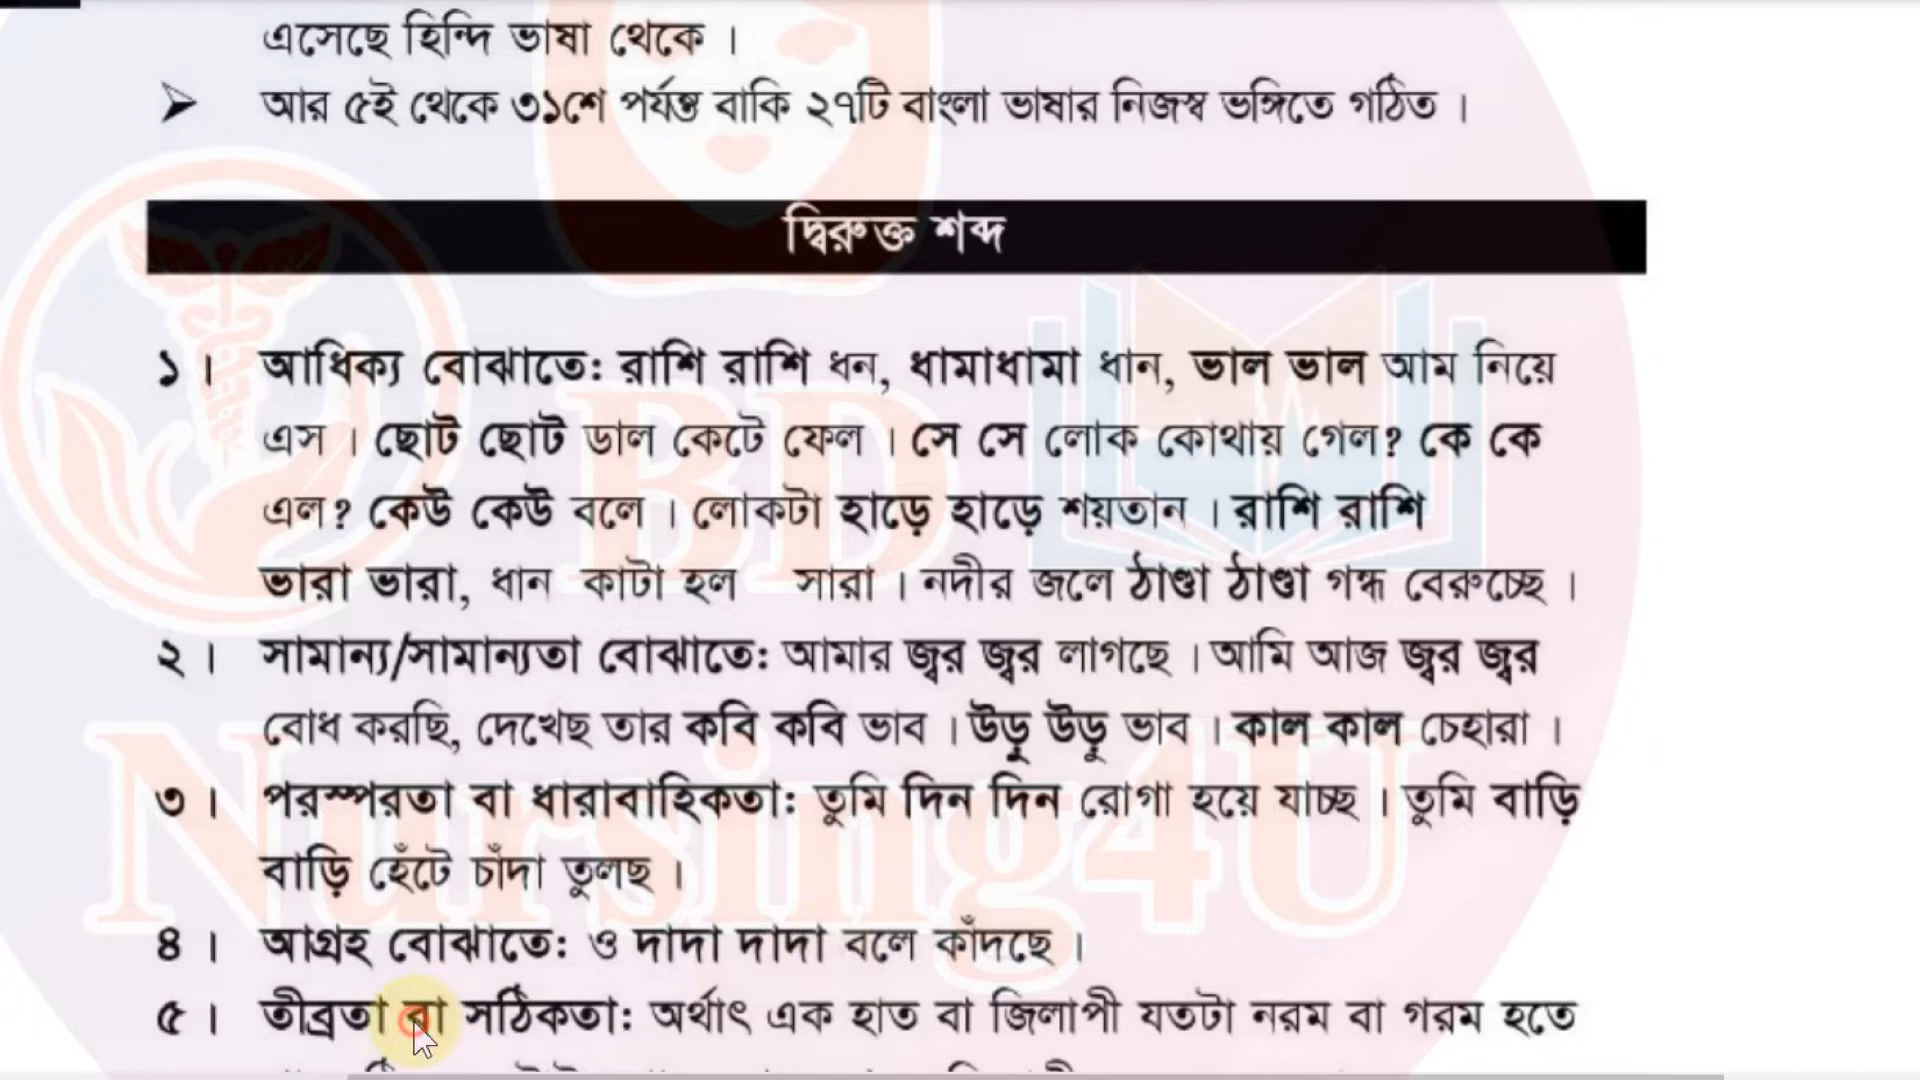 এসেছে হিন্দি ভাষা থেকে ।
➢ আর ৫ই থেকে ৩১শে পর্যন্ত বাকি ২৭টি বাংলা ভাষার নিজস্ব ভঙ্গিতে গঠিত ।
দ্বিরুক্ত শব্দ
১ । আধিক্য বোঝাতে: রাশি রাশি ধন, ধামাধামা ধান, ভাল ভাল আম নিয়ে
এস । ছোট ছোট ডাল কেটে ফেল । সে সে লোক কোথায় গেল? কে কে
এল? কেউ কেউ বলে । লোকটা হাড়ে হাড়ে শয়তান । রাশি রাশি
ভারা ভারা, ধান কাটা হল সারা । নদীর জলে ঠাণ্ডা ঠাণ্ডা গন্ধ বেরুচ্ছে ।
২ । সামান্য/সামান্যতা বোঝাতে: আমার জ্বর জ্বর লাগছে । আমি আজ জ্বর জ্বর
বোধ করছি, দেখেছ তার কবি কবি ভাব । উড়ু উড়ু ভাব । কাল কাল চেহারা ।
৩ । পরস্পরতা বা ধারাবাহিকতা: তুমি দিন দিন রোগা হয়ে যাচ্ছ । তুমি বাড়ি
বাড়ি হেঁটে চাঁদা তুলছ ।
৪ । আগ্রহ বোঝাতে: ও দাদা দাদা বলে কাঁদছে ।
৫ । তীব্রতা বা সঠিকতা: অর্থাৎ এক হাত বা জিলাপী যতটা নরম বা গরম হতে
BD
Nursing4U